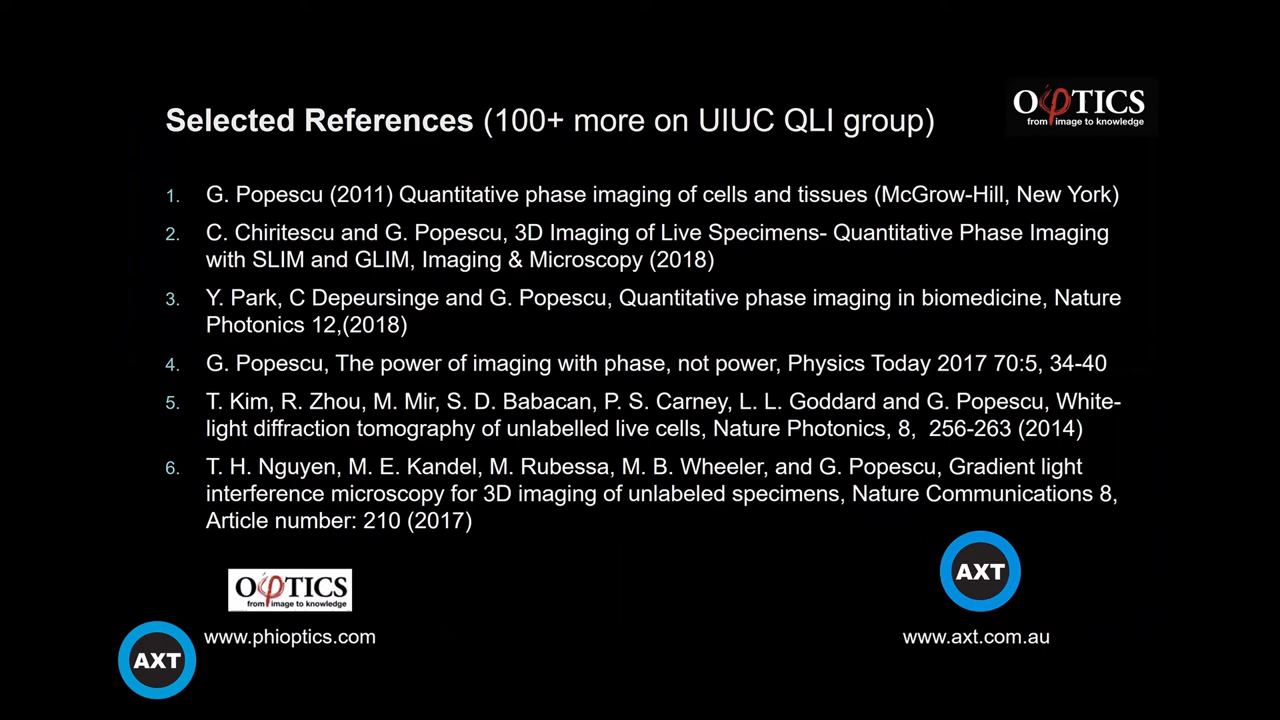 Selected References (100+ more on UIUC QLI group)
OφTICS
from image to knowledge
1. G. Popescu (2011) Quantitative phase imaging of cells and tissues (McGrow-Hill, New York)
2. C. Chiritescu and G. Popescu, 3D Imaging of Live Specimens- Quantitative Phase Imaging
with SLIM and GLIM, Imaging & Microscopy (2018)
3. Y. Park, C Depeursinge and G. Popescu, Quantitative phase imaging in biomedicine, Nature
Photonics 12,(2018)
4. G. Popescu, The power of imaging with phase, not power, Physics Today 2017 70:5, 34-40
5. T. Kim, R. Zhou, M. Mir, S. D. Babacan, P. S. Carney, L. L. Goddard and G. Popescu, White-
light diffraction tomography of unlabelled live cells, Nature Photonics, 8, 256-263 (2014)
6. T. H. Nguyen, M. E. Kandel, M. Rubessa, M. B. Wheeler, and G. Popescu, Gradient light
interference microscopy for 3D imaging of unlabeled specimens, Nature Communications 8,
Article number: 210 (2017)
OφTICS
from image to knowledge
AXT
www.phioptics.com
www.axt.com.au
AXT